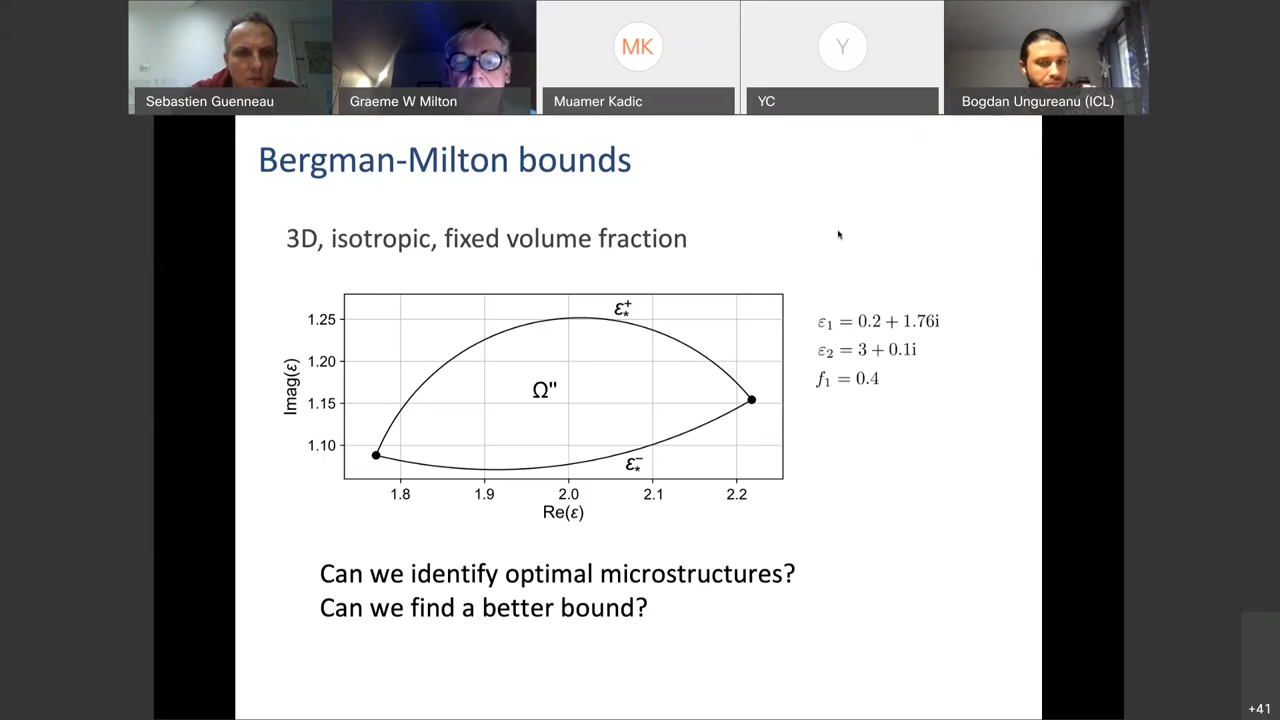 MK
Y
Sebastien Guenneau
Graeme W Milton
Muamer Kadic
YC
Bogdan Ungureanu (ICL)
Bergman-Milton bounds
3D, isotropic, fixed volume fraction
ε*⁺
1.25
1.20
1.15
1.10
Imag(ε)
Ω"
ε*⁻
1.8 1.9 2.0 2.1 2.2
Re(ε)
ε₁ = 0.2 + 1.76i
ε₂ = 3 + 0.1i
f₁ = 0.4
Can we identify optimal microstructures?
Can we find a better bound?
+41